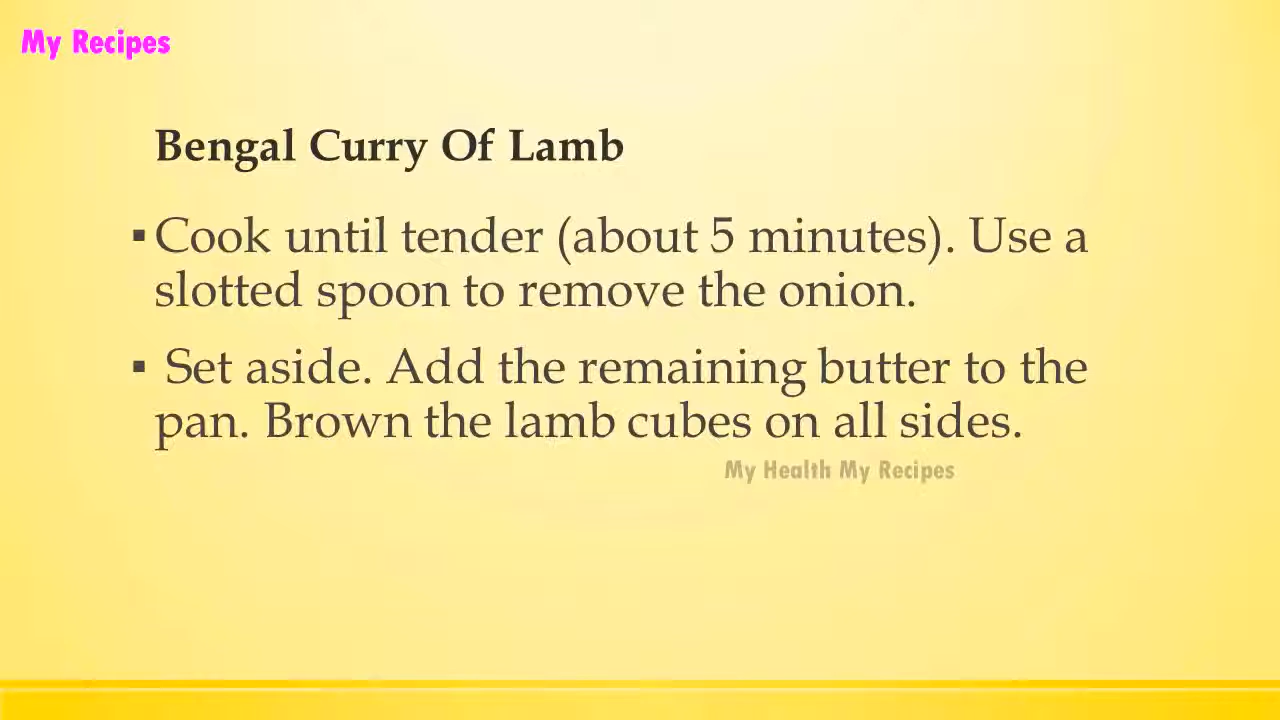 My Recipes
Bengal Curry Of Lamb
▪Cook until tender (about 5 minutes). Use a
slotted spoon to remove the onion.
▪ Set aside. Add the remaining butter to the
pan. Brown the lamb cubes on all sides.
My Health My Recipes